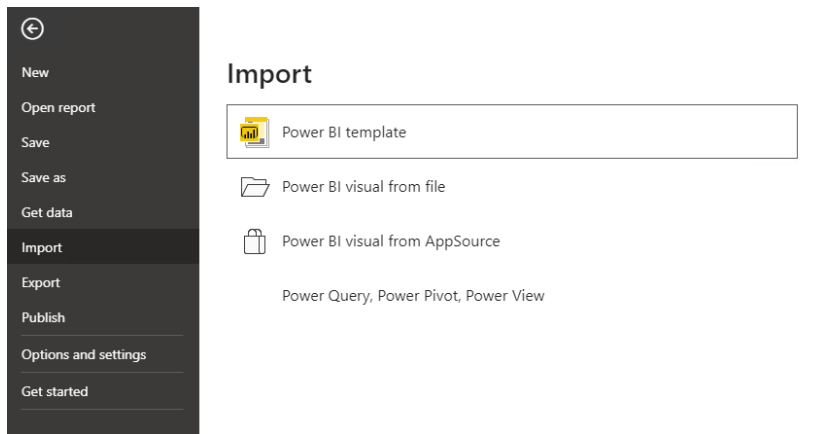 New
Open report
Save
Save as
Get data
Import
Export
Publish
Options and settings
Get started
Import
Power BI template
Power BI visual from file
Power BI visual from AppSource
Power Query, Power Pivot, Power View